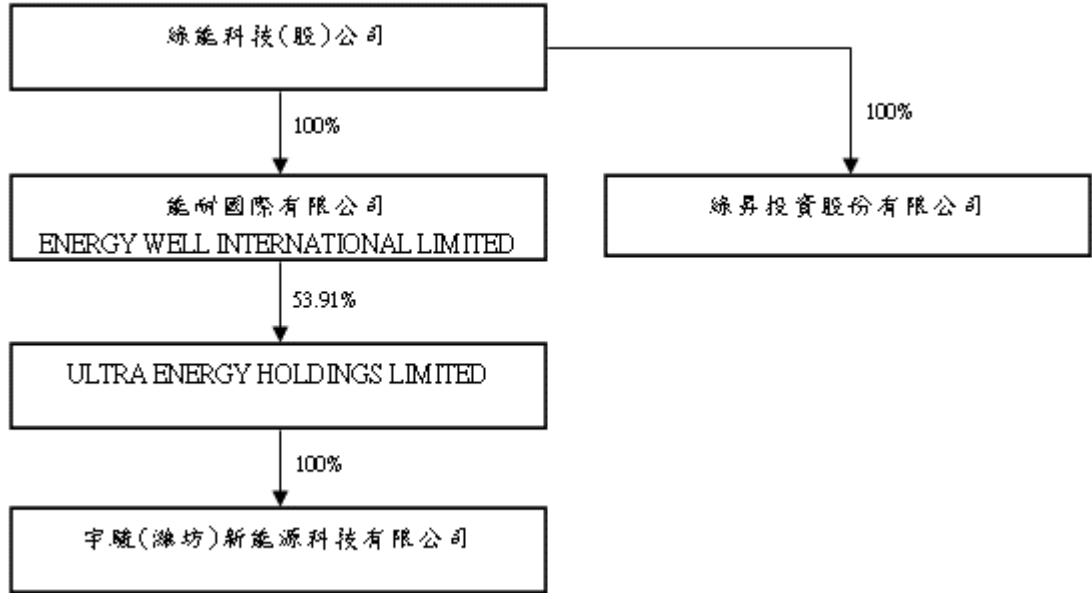 綠能科技(股)公司
100%
100%
能耐國際有限公司
ENERGY WELL INTERNATIONAL LIMITED
綠昇投資股份有限公司
53.91%
ULTRA ENERGY HOLDINGS LIMITED
100%
宇駿(濰坊)新能源科技有限公司